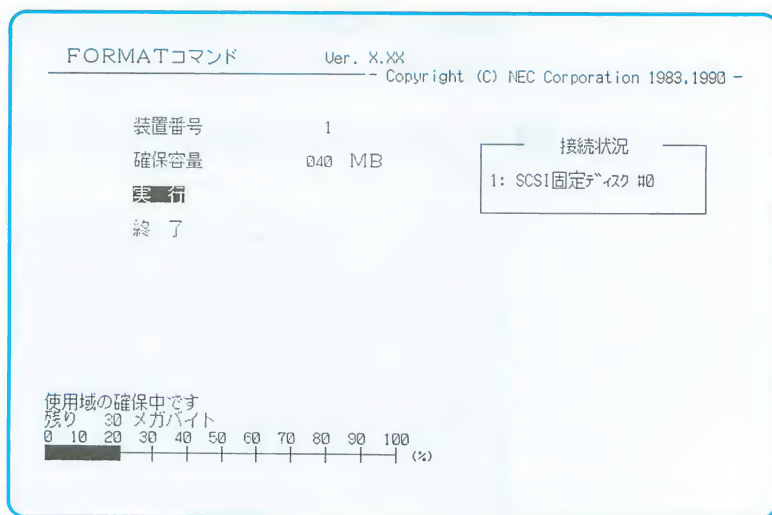 FORMATコマンド Ver. X.XX
- Copyright (C) NEC Corporation 1983,1990 -
装置番号 1
確保容量 040 MB
実 行
終 了
接続状況
1: SCSI固定ディスク #0
使用域の確保中です
残り 30 メガバイト
0 10 20 30 40 50 60 70 80 90 100
(%)